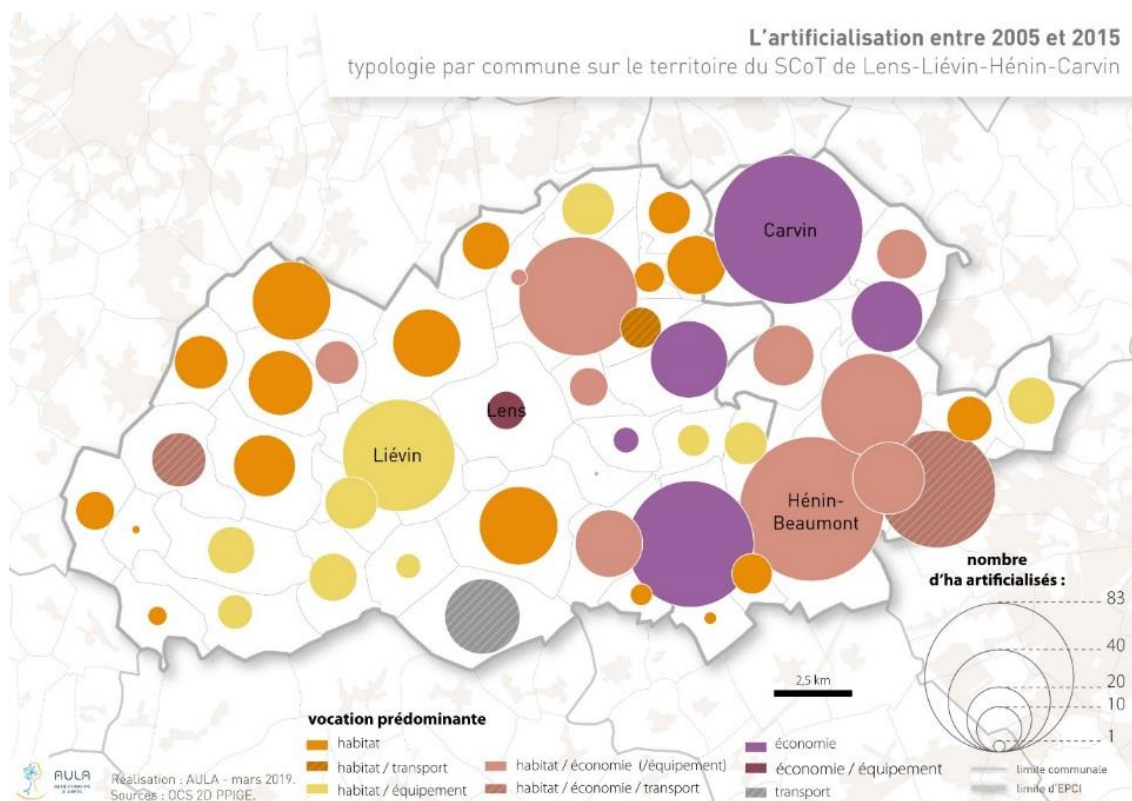 L'artificialisation entre 2005 et 2015
typologie par commune sur le territoire du SCoT de Lens-Liévin-Hénin-Carvin
Carvin
Lens
Liévin
Hénin-
Beaumont
nombre
d'ha artificialisés :
83
40
20
10
1
2,5 km
vocation prédominante
habitat
habitat / transport
habitat / équipement
habitat / économie (/équipement)
habitat / économie / transport
économie
économie / équipement
transport
limite communale
limite d'EPCI
AULA
Réalisation : AULA - mars 2019.
Sources : OCS 2D PPIGE.